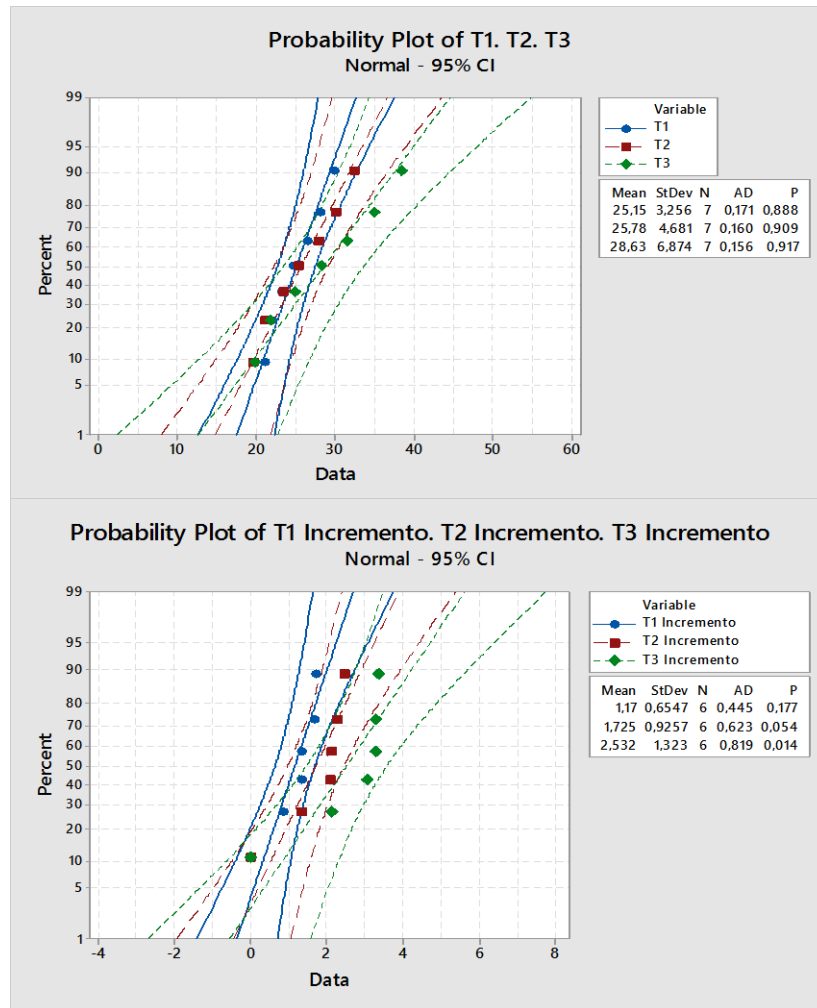 Probability Plot of T1. T2. T3
Normal - 95% CI
99
95
90
80
70
60
50
40
30
20
10
5
1
Percent
0 10 20 30 40 50 60
Data
Variable
T1
T2
T3
Mean StDev N AD P
25,15 3,256 7 0,171 0,888
25,78 4,681 7 0,160 0,909
28,63 6,874 7 0,156 0,917
Probability Plot of T1 Incremento. T2 Incremento. T3 Incremento
Normal - 95% CI
99
95
90
80
70
60
50
40
30
20
10
5
1
Percent
-4 -2 0 2 4 6 8
Data
Variable
T1 Incremento
T2 Incremento
T3 Incremento
Mean StDev N AD P
1,17 0,6547 6 0,445 0,177
1,725 0,9257 6 0,623 0,054
2,532 1,323 6 0,819 0,014